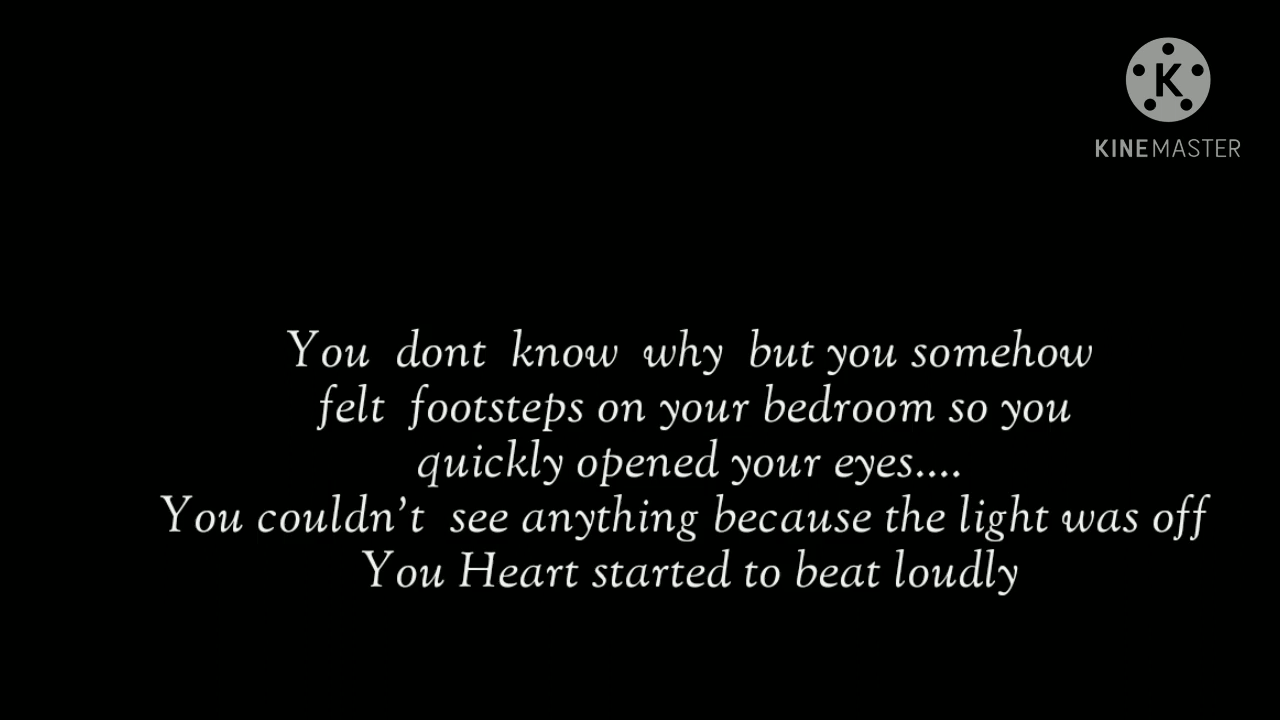 K
KINEMASTER
You dont know why but you somehow
felt footsteps on your bedroom so you
quickly opened your eyes....
You couldn't see anything because the light was off
You Heart started to beat loudly